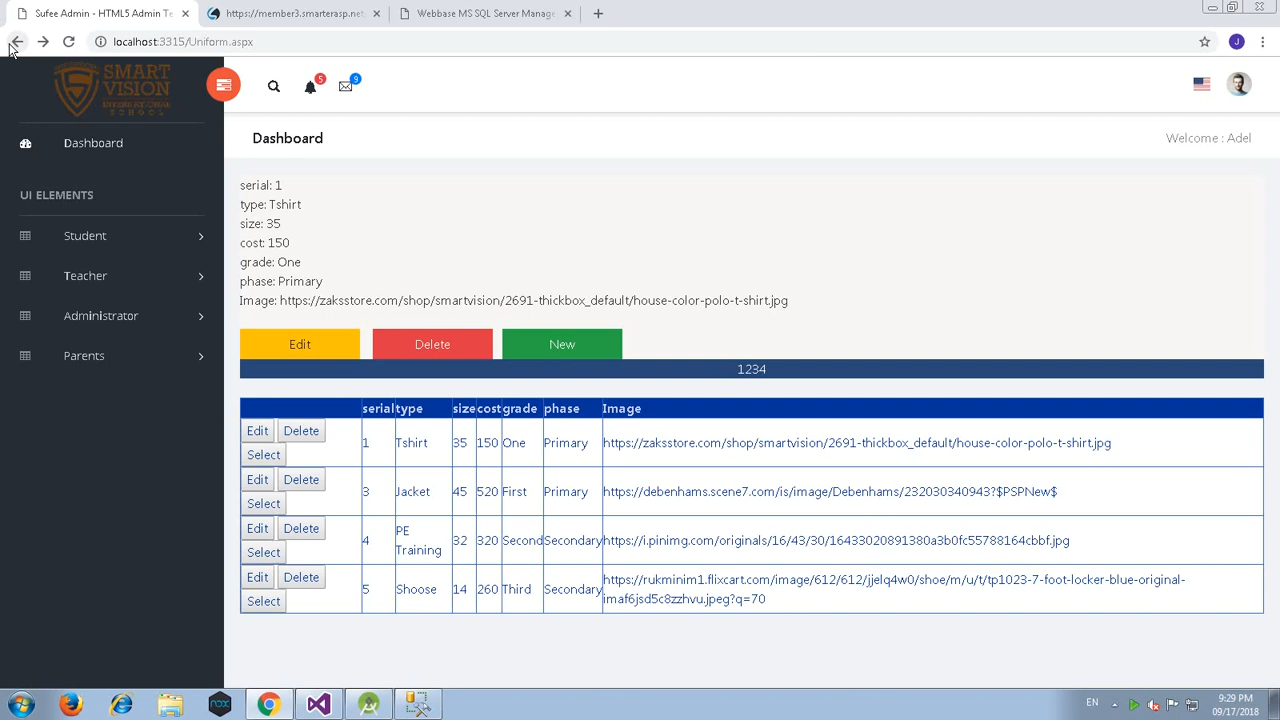 Sufee Admin - HTML5 Admin Te
https://member3.smarterasp.net
Webbase MS SQL Server Manage
localhost:3315/Uniform.aspx
J
SMART
VISION
SCHOOL
5
9
Dashboard
Dashboard
Welcome : Adel
UI ELEMENTS
Student
Teacher
Administrator
Parents
serial: 1
type: Tshirt
size: 35
cost: 150
grade: One
phase: Primary
Image: https://zaksstore.com/shop/smartvision/2691-thickbox_default/house-color-polo-t-shirt.jpg
Edit Delete New
1234
serial type size cost grade phase Image
Edit Delete Select 1 Tshirt 35 150 One Primary https://zaksstore.com/shop/smartvision/2691-thickbox_default/house-color-polo-t-shirt.jpg
Edit Delete Select 3 Jacket 45 520 First Primary https://debenhams.scene7.com/is/image/Debenhams/232030340943?$PSPNew$
Edit Delete Select 4 PE Training 32 320 Second Secondary https://i.pinimg.com/originals/16/43/30/16433020891380a3b0fc55788164cbbf.jpg
Edit Delete Select 5 Shoose 14 260 Third Secondary https://rukminim1.flixcart.com/image/612/612/jjelq4w0/shoe/m/u/t/tp1023-7-foot-locker-blue-original-
imaf6jsd5c8zzhvu.jpeg?q=70
nox
EN
9:29 PM
09/17/2018